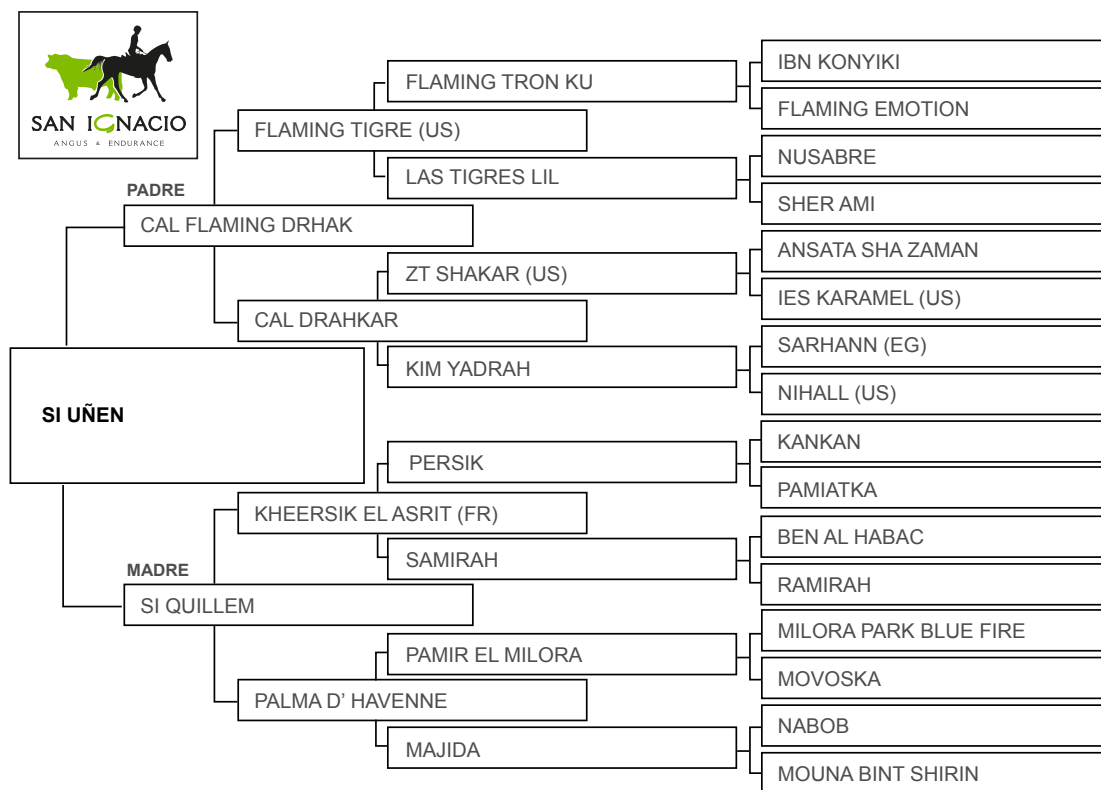 SAN IGNACIO
ANGUS & ENDURANCE
SI UÑEN
PADRE
CAL FLAMING DRHAK
MADRE
SI QUILLEM
FLAMING TIGRE (US)
CAL DRAHKAR
KHEERSIK EL ASRIT (FR)
PALMA D' HAVENNE
FLAMING TRON KU
LAS TIGRES LIL
ZT SHAKAR (US)
KIM YADRAH
PERSIK
SAMIRAH
PAMIR EL MILORA
MAJIDA
IBN KONYIKI
FLAMING EMOTION
NUSABRE
SHER AMI
ANSATA SHA ZAMAN
IES KARAMEL (US)
SARHANN (EG)
NIHALL (US)
KANKAN
PAMIATKA
BEN AL HABAC
RAMIRAH
MILORA PARK BLUE FIRE
MOVOSKA
NABOB
MOUNA BINT SHIRIN